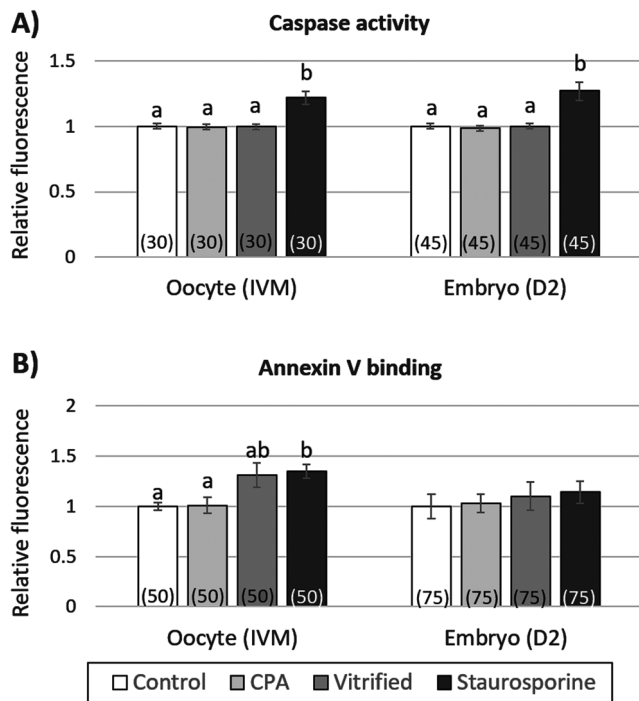 A)
Caspase activity
Relative fluorescence
1.5
1
0.5
0
a a a b
a a a b
(30) (30) (30) (30)
(45) (45) (45) (45)
Oocyte (IVM) Embryo (D2)
B)
Annexin V binding
Relative fluorescence
2
1.5
1
0.5
0
a a ab b
(50) (50) (50) (50)
(75) (75) (75) (75)
Oocyte (IVM) Embryo (D2)
Control CPA Vitrified Staurosporine